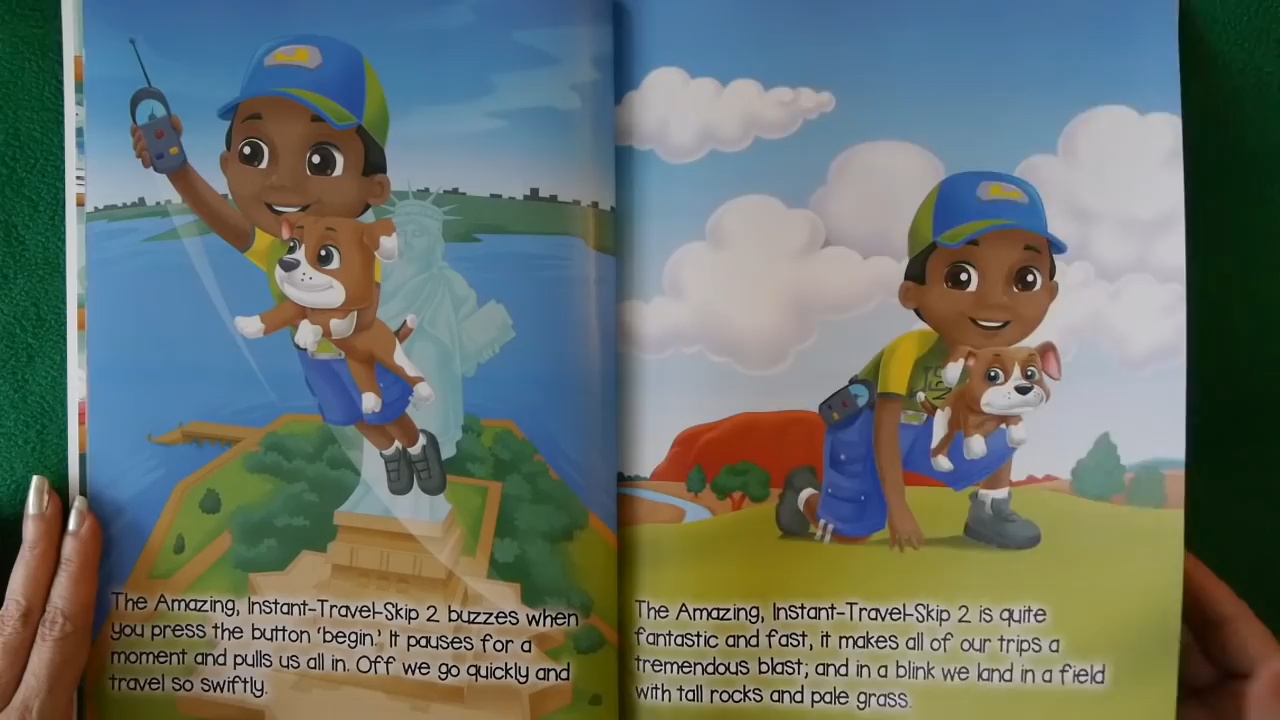 The Amazing, Instant-Travel-Skip 2 buzzes when
you press the button 'begin.' It pauses for a
moment and pulls us all in. Off we go quickly and
travel so swiftly.
The Amazing, Instant-Travel-Skip 2 is quite
fantastic and fast, it makes all of our trips a
tremendous blast; and in a blink we land in a field
with tall rocks and pale grass.